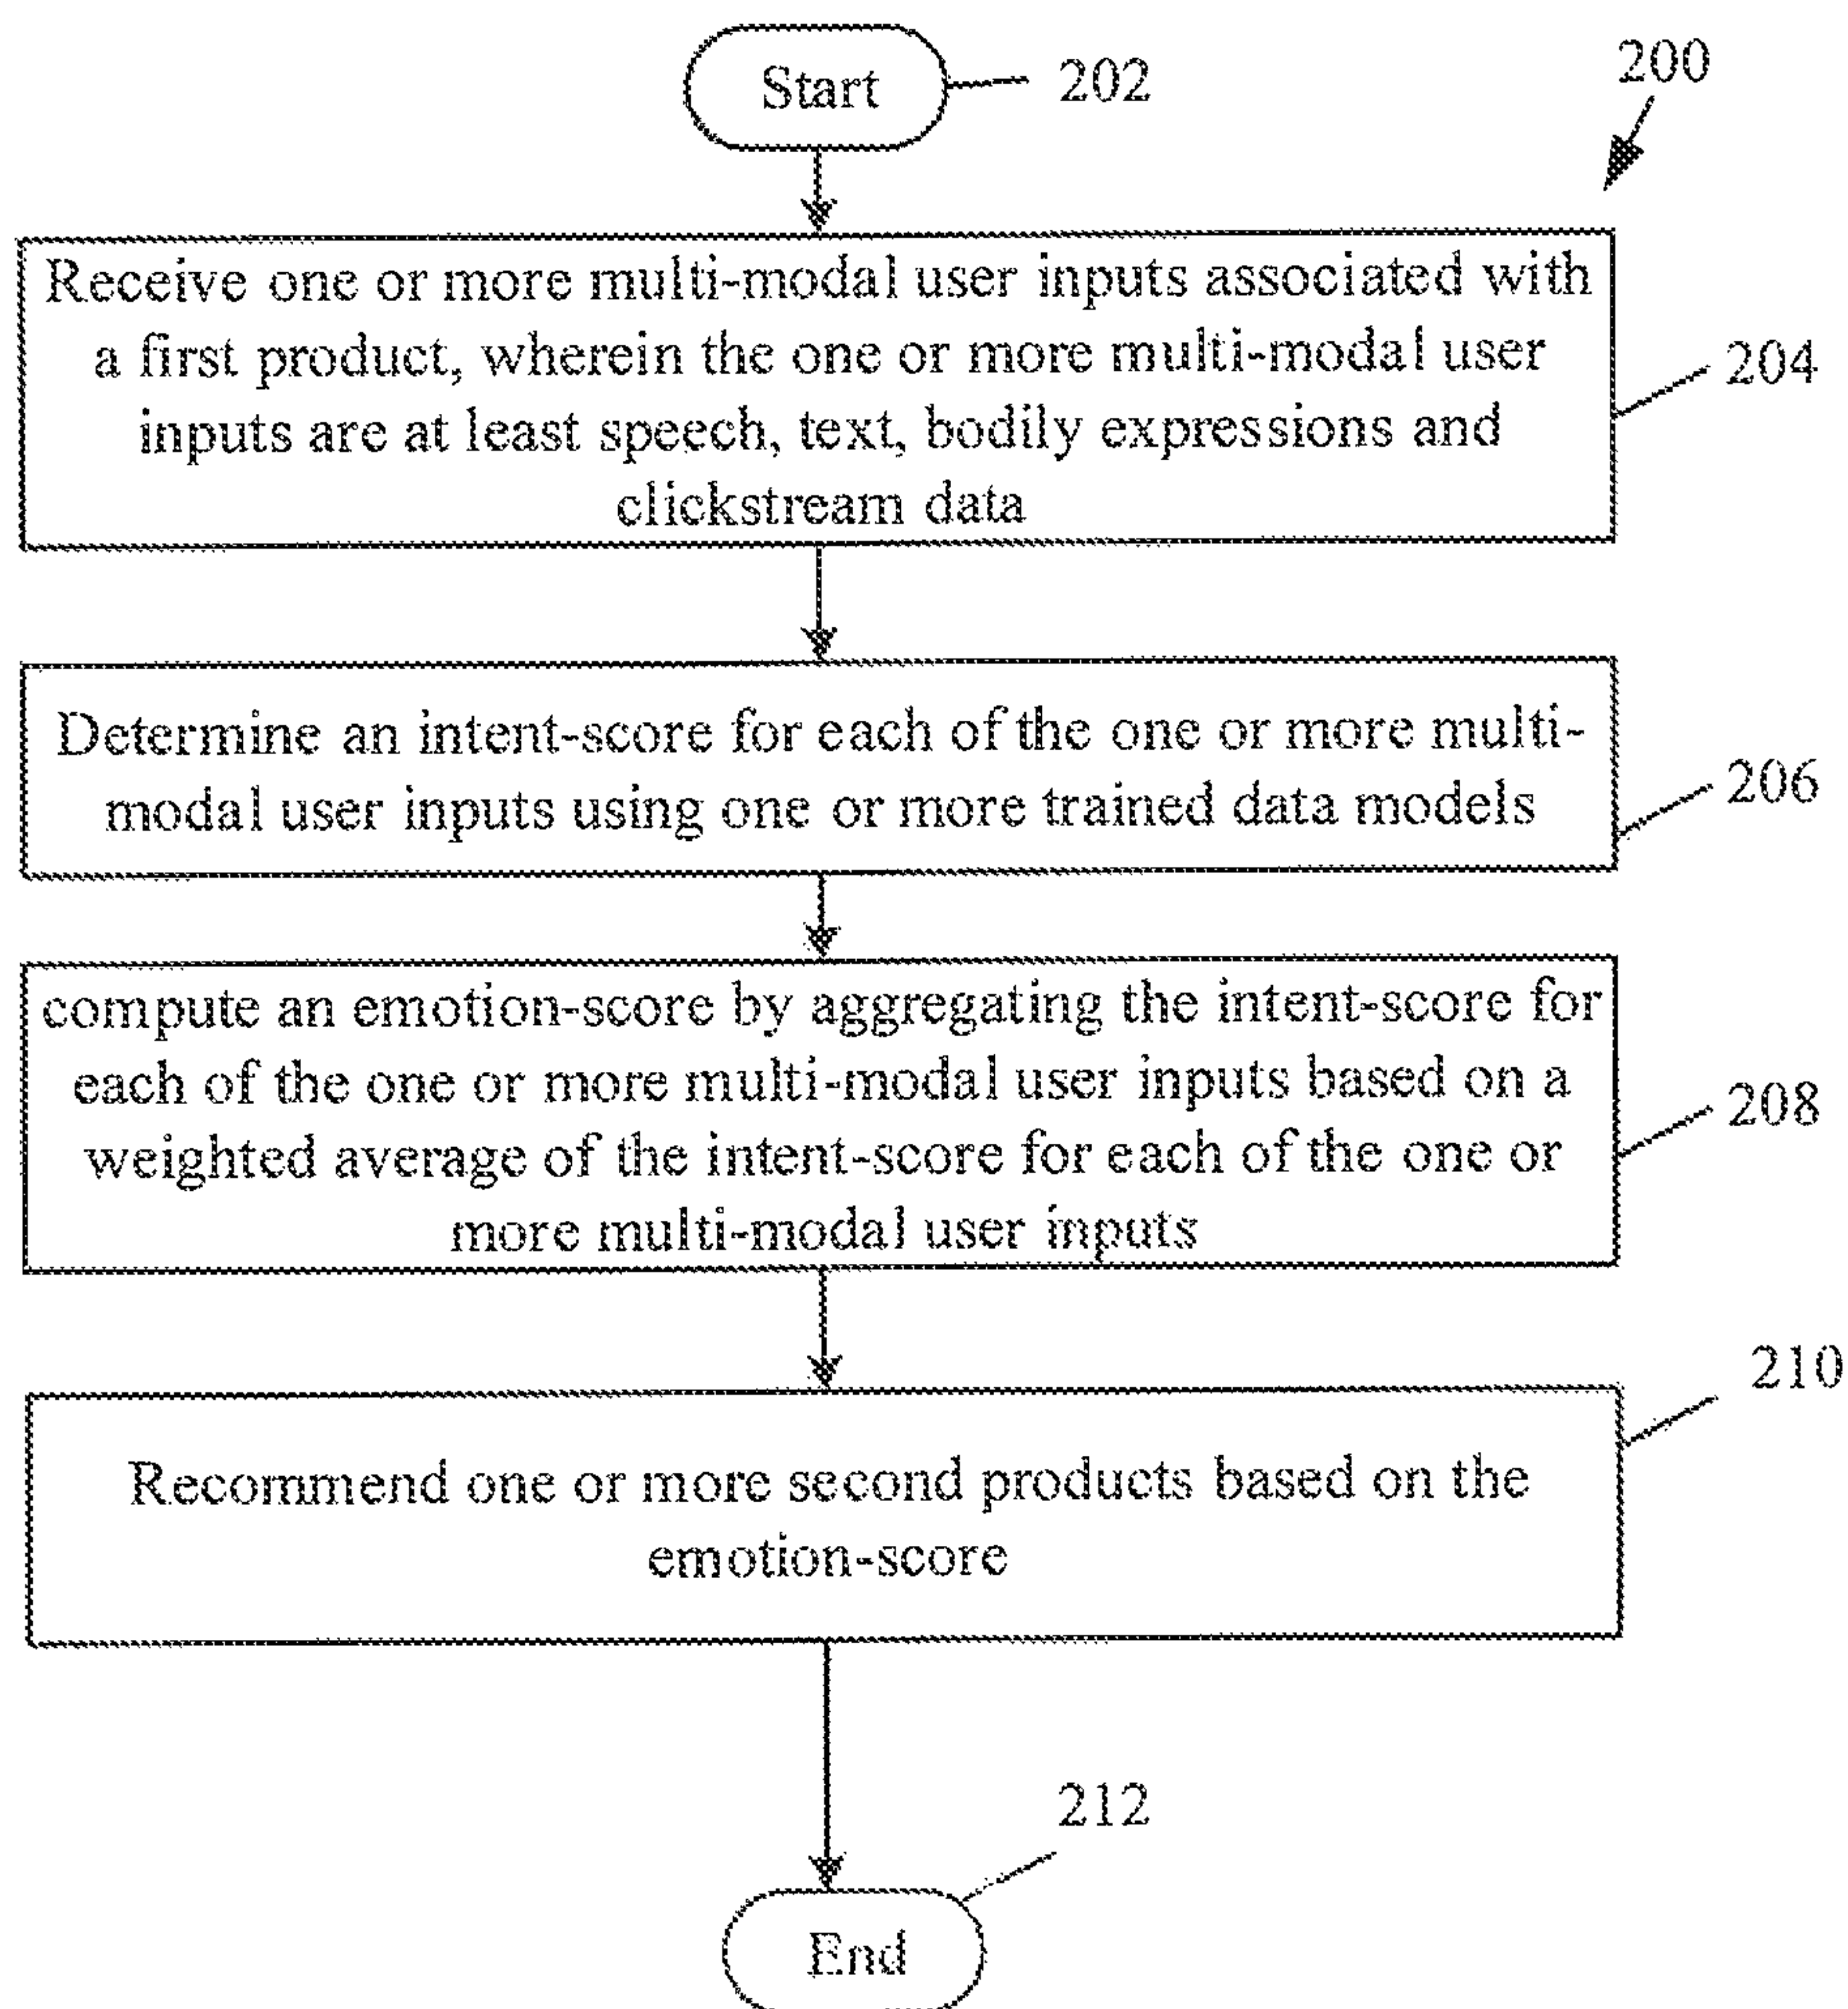 Start
202
200
Receive one or more multi-modal user inputs associated with
a first product, wherein the one or more multi-modal user
inputs are at least speech, text, bodily expressions and
clickstream data
204
Determine an intent-score for each of the one or more multi-
modal user inputs using one or more trained data models
206
compute an emotion-score by aggregating the intent-score for
each of the one or more multi-modal user inputs based on a
weighted average of the intent-score for each of the one or
more multi-modal user inputs
208
210
Recommend one or more second products based on the
emotion-score
212
End